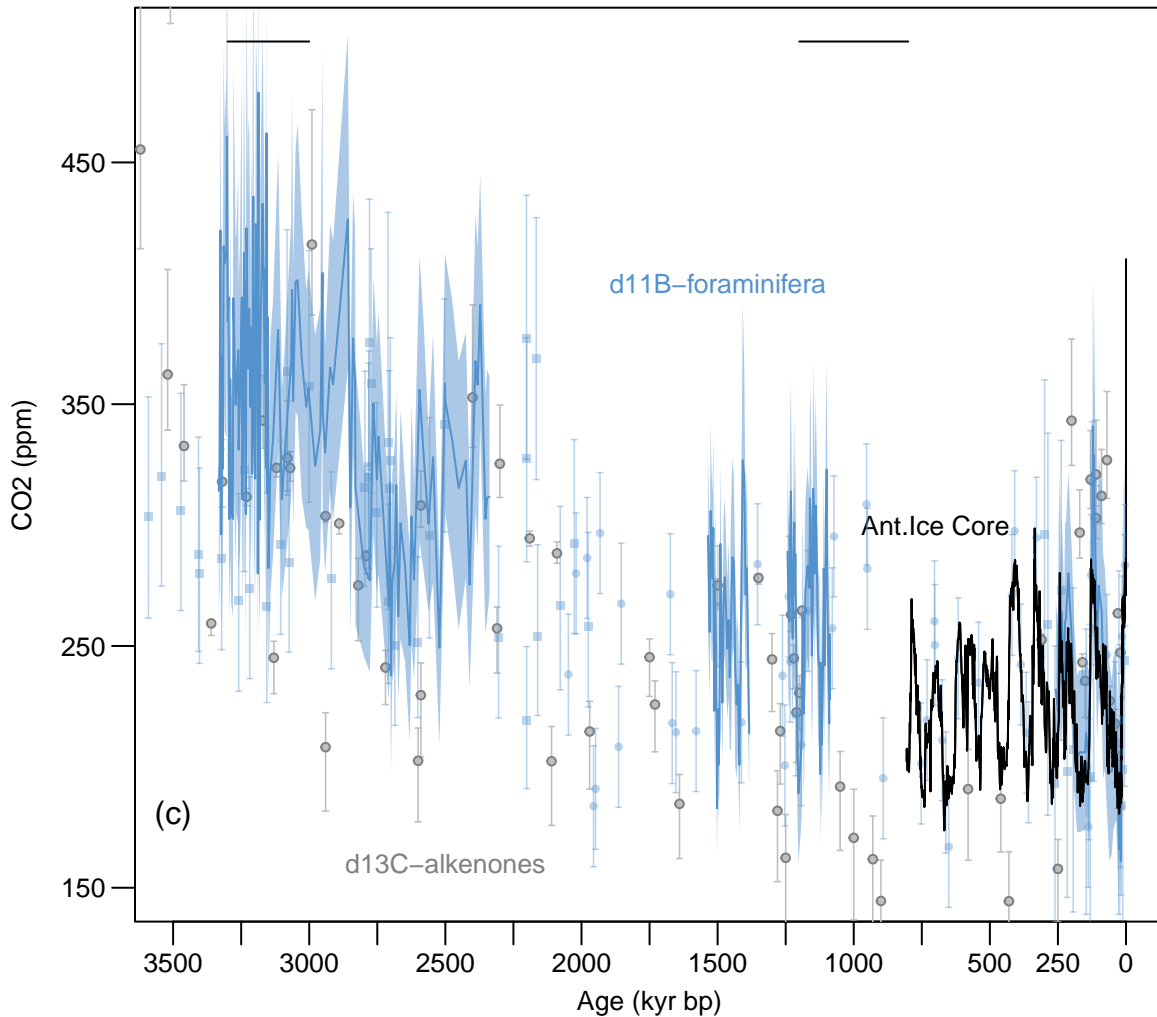 450
350
250
150
CO2 (ppm)
d11B−foraminifera
Ant.Ice Core
(c)
d13C−alkenones
3500 3000 2500 2000 1500 1000 500 250 0
Age (kyr bp)